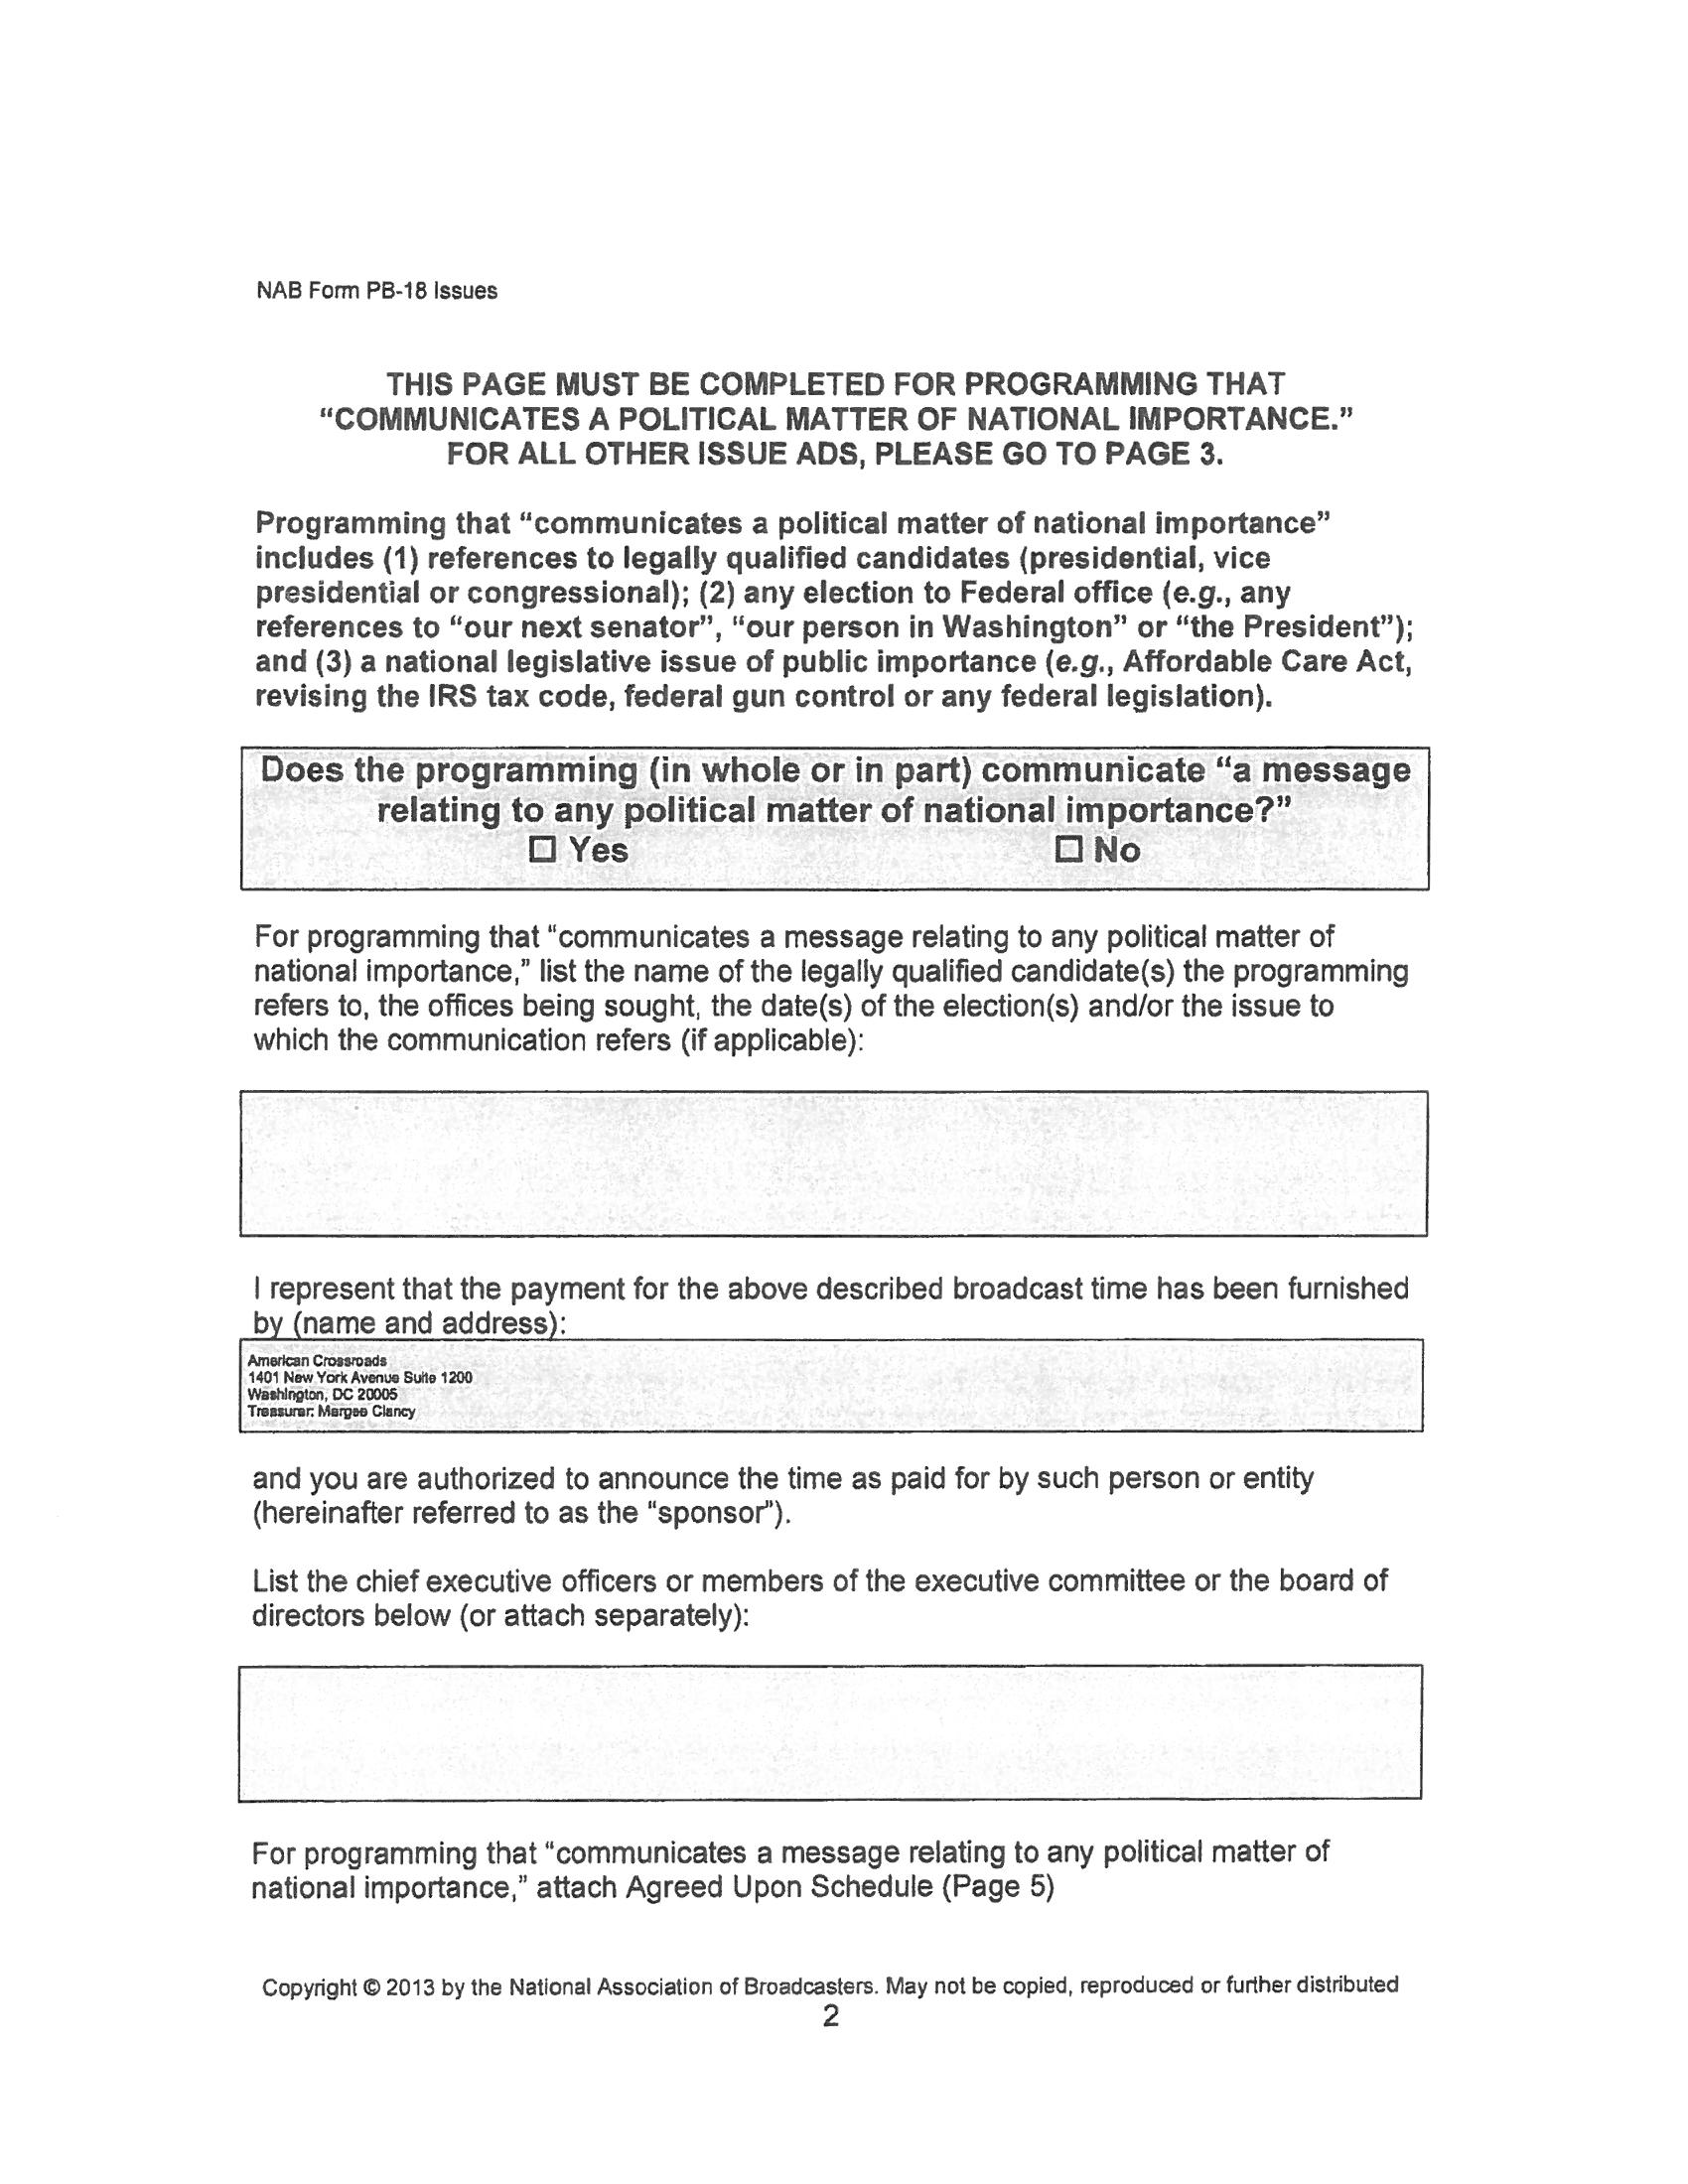 NAB Form PB-18 Issues
THIS PAGE MUST BE COMPLETED FOR PROGRAMMING THAT
“COMMUNICATES A POLITICAL MATTER OF NATIONAL IMPORTANCE.”
FOR ALL OTHER ISSUE ADS, PLEASE GO TO PAGE 3.
Programming that “communicates a political matter of national importance”
includes (1) references to legally qualified candidates (presidential, vice
presidential or congressional); (2) any election to Federal office (e.g., any
references to “our next senator”, “our person in Washington” or “the President”);
and (3) a national legislative issue of public importance (e.g., Affordable Care Act,
revising the IRS tax code, federal gun control or any federal legislation).
Does the programming (in whole or in part) communicate “a message
relating to any political matter of national importance?”
☐ Yes ☐ No
For programming that “communicates a message relating to any political matter of
national importance,” list the name of the legally qualified candidate(s) the programming
refers to, the offices being sought, the date(s) of the election(s) and/or the issue to
which the communication refers (if applicable):
I represent that the payment for the above described broadcast time has been furnished
by (name and address):
American Crossroads
1401 New York Avenue Suite 1200
Washington, DC 20005
Treasurer: Margee Clancy
and you are authorized to announce the time as paid for by such person or entity
(hereinafter referred to as the “sponsor”).
List the chief executive officers or members of the executive committee or the board of
directors below (or attach separately):
For programming that “communicates a message relating to any political matter of
national importance,” attach Agreed Upon Schedule (Page 5)
Copyright © 2013 by the National Association of Broadcasters. May not be copied, reproduced or further distributed
2